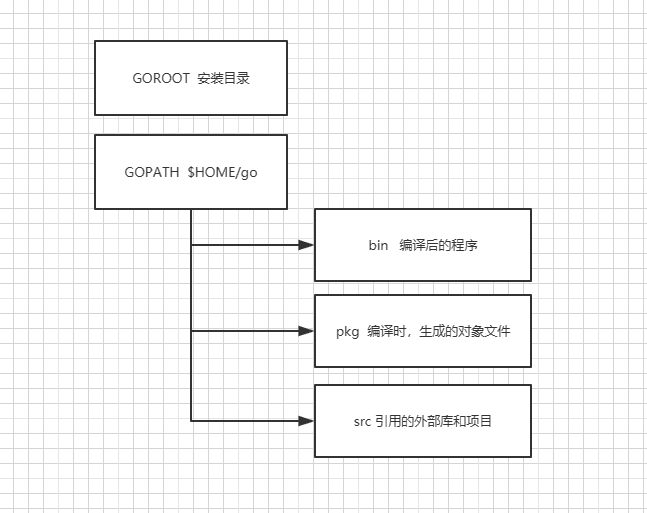 GOROOT 安装目录
GOPATH $HOME/go
bin 编译后的程序
pkg 编译时，生成的对象文件
src 引用的外部库和项目